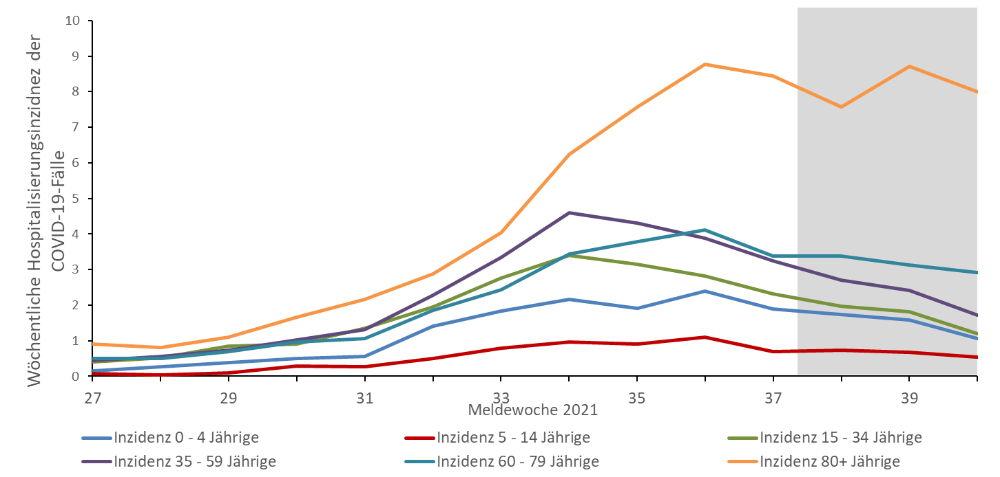 Wöchentliche Hospitalisierungsinzidnez der
COVID-19-Fälle
10
9
8
7
6
5
4
3
2
1
0
27 29 31 33 35 37 39
Meldewoche 2021
Inzidenz 0 - 4 Jährige Inzidenz 5 - 14 Jährige Inzidenz 15 - 34 Jährige
Inzidenz 35 - 59 Jährige Inzidenz 60 - 79 Jährige Inzidenz 80+ Jährige